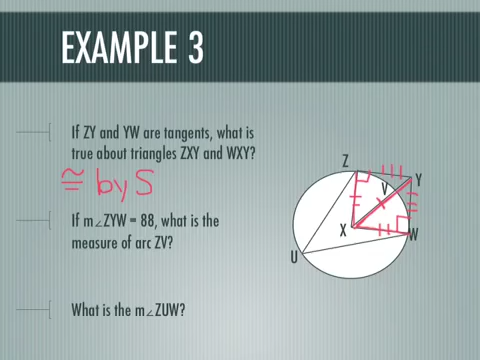 EXAMPLE 3
If ZY and YW are tangents, what is
true about triangles ZXY and WXY?
≅ by S
If m∠ZYW = 88, what is the
measure of arc ZV?
What is the m∠ZUW?
Z
V
Y
X
W
U